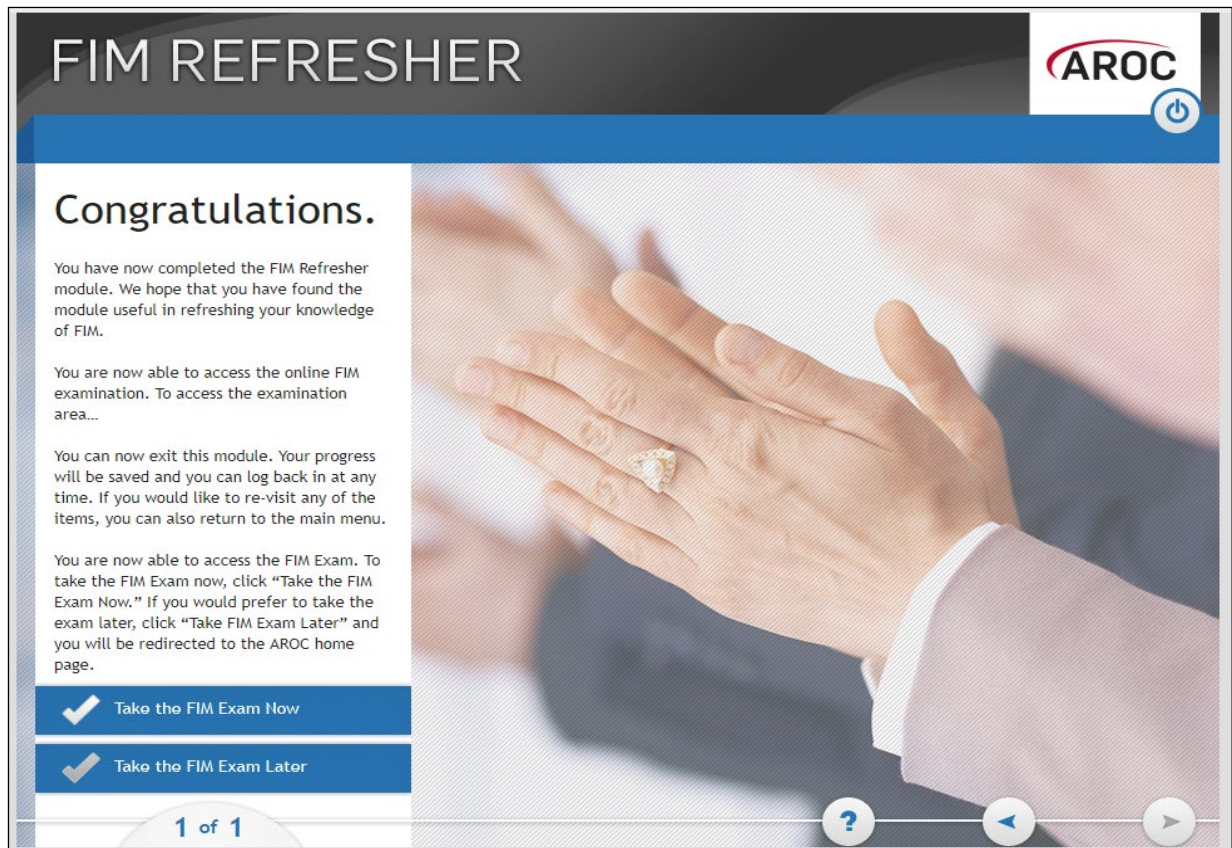 FIM REFRESHER
AROC
Congratulations.
You have now completed the FIM Refresher
module. We hope that you have found the
module useful in refreshing your knowledge
of FIM.
You are now able to access the online FIM
examination. To access the examination
area...
You can now exit this module. Your progress
will be saved and you can log back in at any
time. If you would like to re-visit any of the
items, you can also return to the main menu.
You are now able to access the FIM Exam. To
take the FIM Exam now, click “Take the FIM
Exam Now.” If you would prefer to take the
exam later, click “Take FIM Exam Later” and
you will be redirected to the AROC home
page.
Take the FIM Exam Now
Take the FIM Exam Later
1 of 1
?